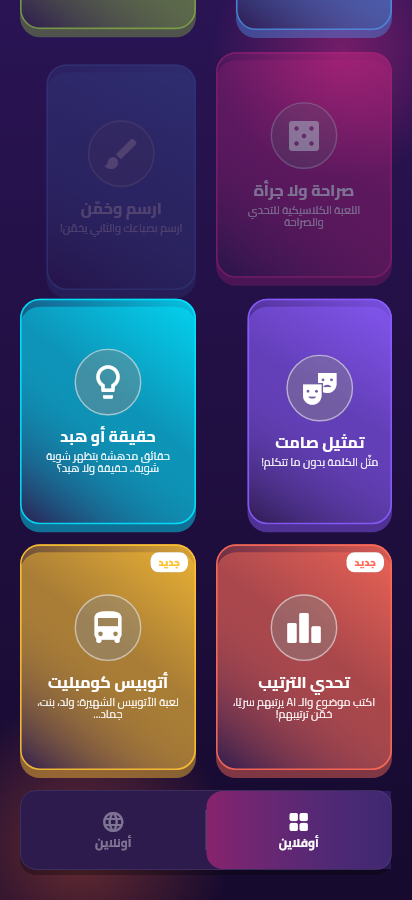 صراحة ولا جرأة
اللعبة الكلاسيكية للتحدي
والصراحة
ارسم وخمّن
ارسم بصباعك والتاني يخمّن!
تمثيل صامت
مثّل الكلمة بدون ما تتكلم!
حقيقة أو هبد
حقائق مدهشة بتظهر شوية
شوية.. حقيقة ولا هبد؟
جديد
تحدي الترتيب
اكتب موضوع والـ AI يرتبهم سريًا،
خمّن ترتيبهم!
جديد
أتوبيس كومبليت
لعبة الأتوبيس الشهيرة: ولد، بنت،
جماد...
أوفلاين
أونلاين